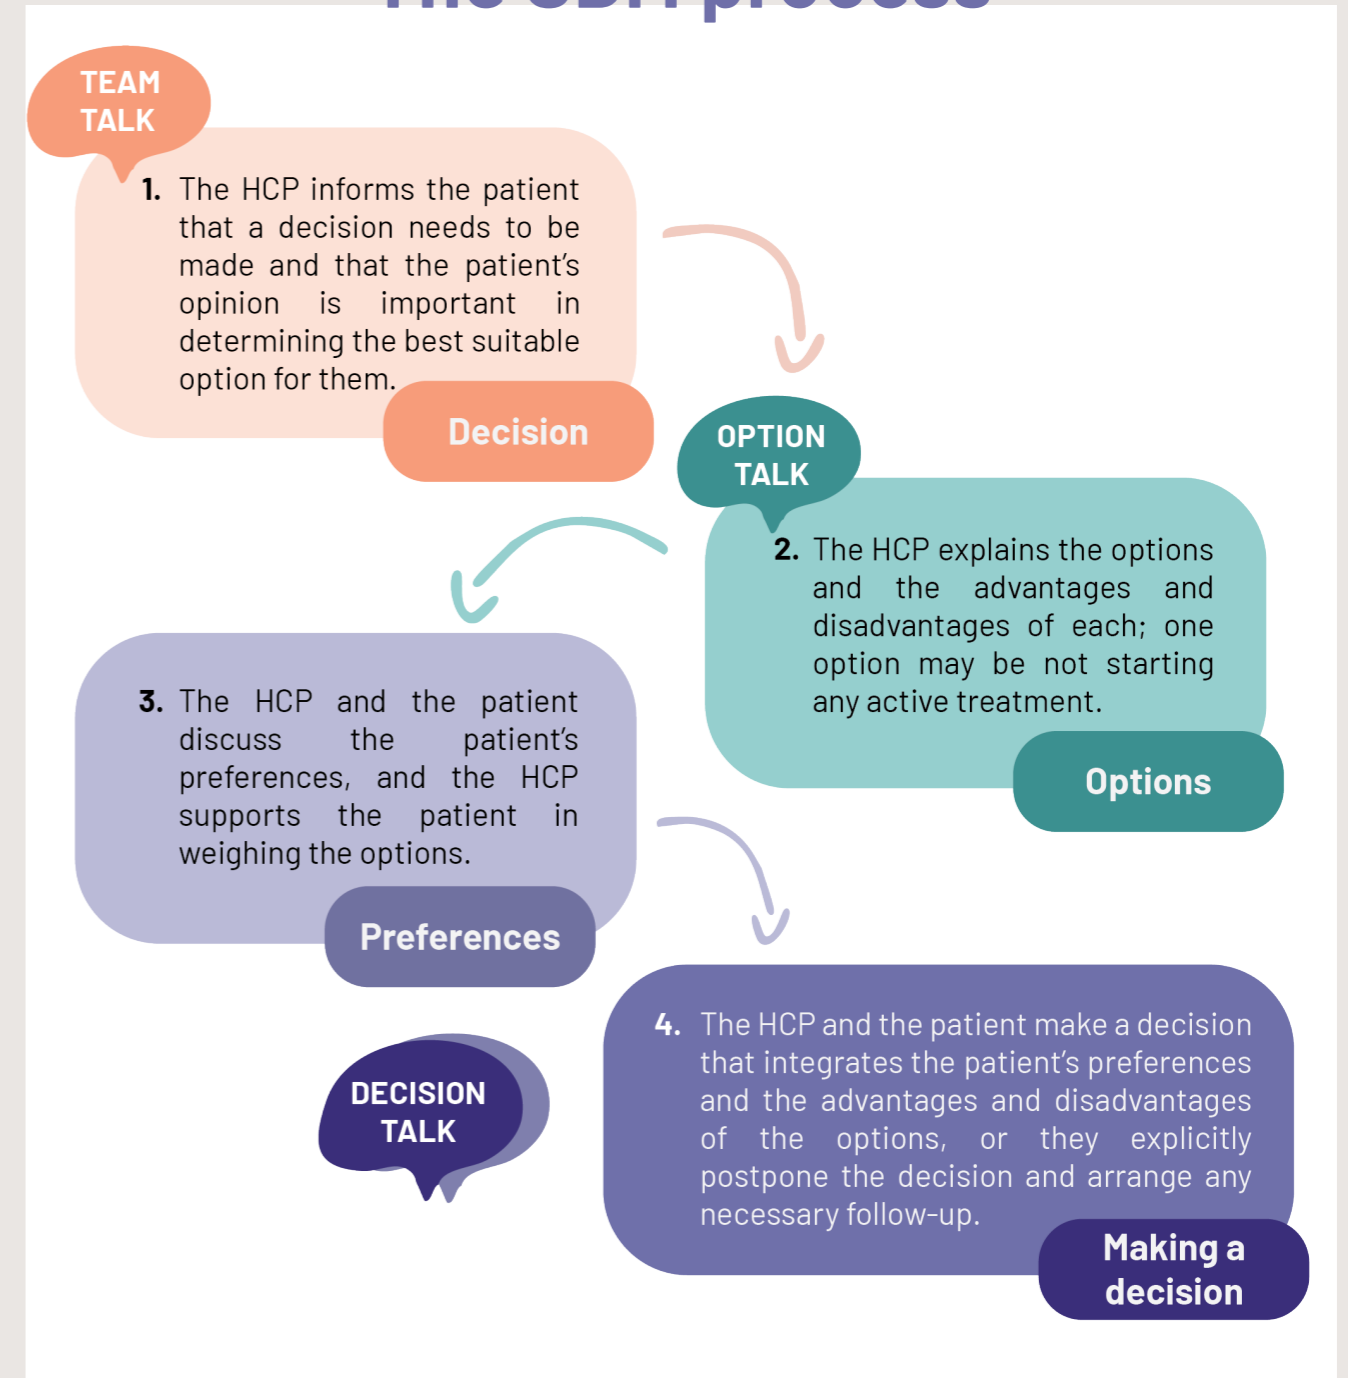 process
TEAM
TALK
1. The HCP informs the patient
that a decision needs to be
made and that the patient's
opinion is important in
determining the best suitable
option for them.
Decision
OPTION
TALK
2. The HCP explains the options
and the advantages and
disadvantages of each; one
option may be not starting
any active treatment.
Options
3. The HCP and the patient
discuss the patient's
preferences, and the HCP
supports the patient in
weighing the options.
Preferences
DECISION
TALK
4. The HCP and the patient make a decision
that integrates the patient's preferences
and the advantages and disadvantages
of the options, or they explicitly
postpone the decision and arrange any
necessary follow-up.
Making a
decision